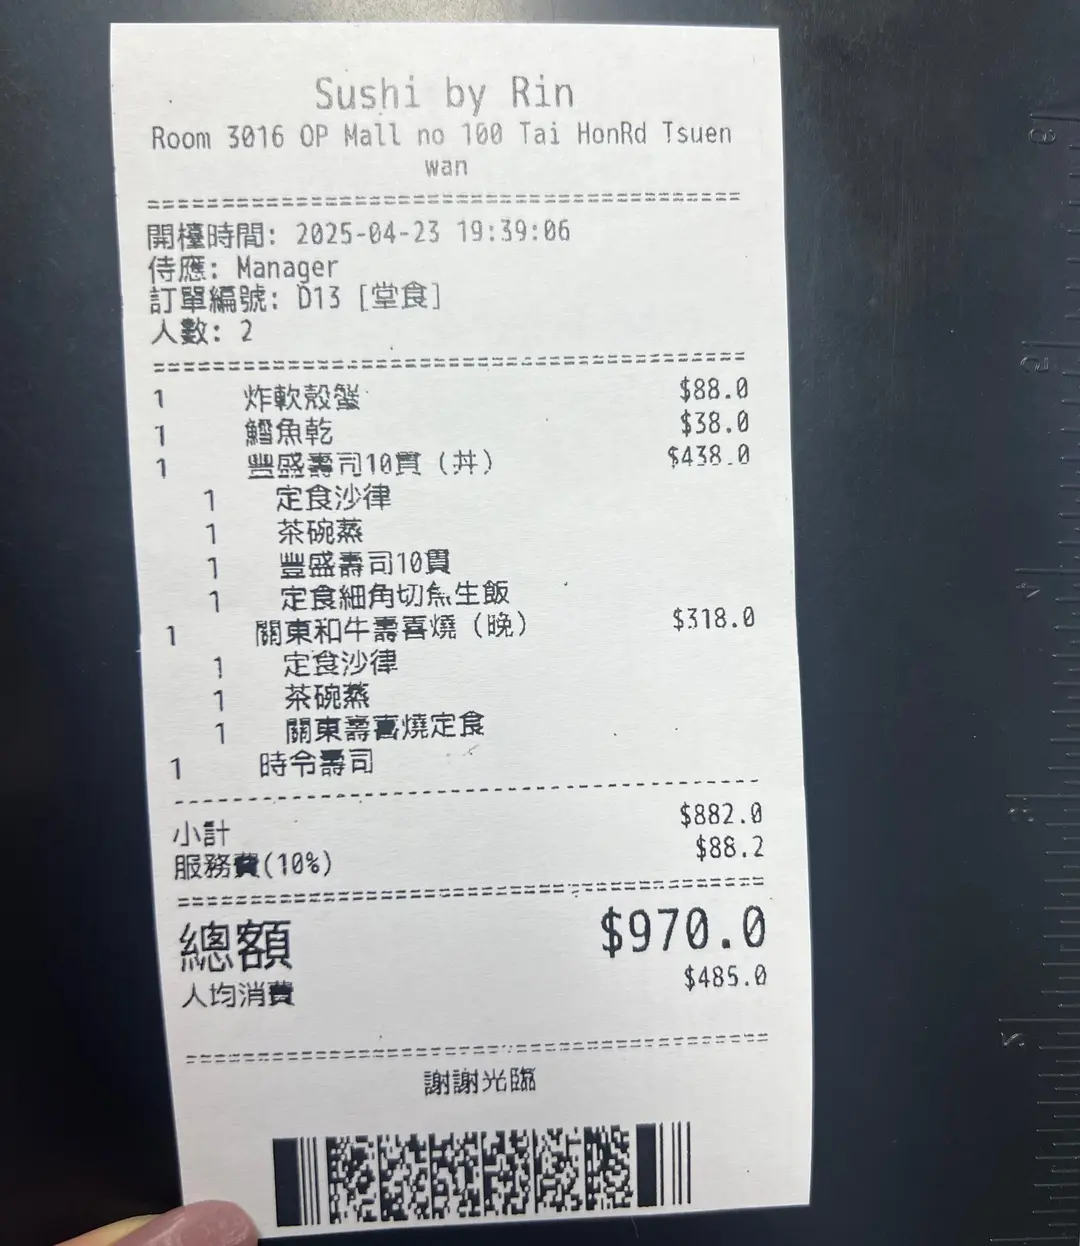 Sushi by Rin
Room 3016 OP Mall no 100 Tai HonRd Tsuen
wan
開檯時間: 2025-04-23 19:39:06
侍應: Manager
訂單編號: D13 [堂食]
人數: 2
1 炸軟殼蟹 $88.0
1 鱈魚乾 $38.0
1 豐盛壽司10貫 (丼) $438.0
1 定食沙律
1 茶碗蒸
1 豐盛壽司10貫
1 定食細角切魚生飯
1 關東和牛壽喜燒 (晚) $318.0
1 定食沙律
1 茶碗蒸
1 關東壽喜燒定食
1 時令壽司
小計 $882.0
服務費(10%) $88.2
總額 $970.0
人均消費 $485.0
謝謝光臨